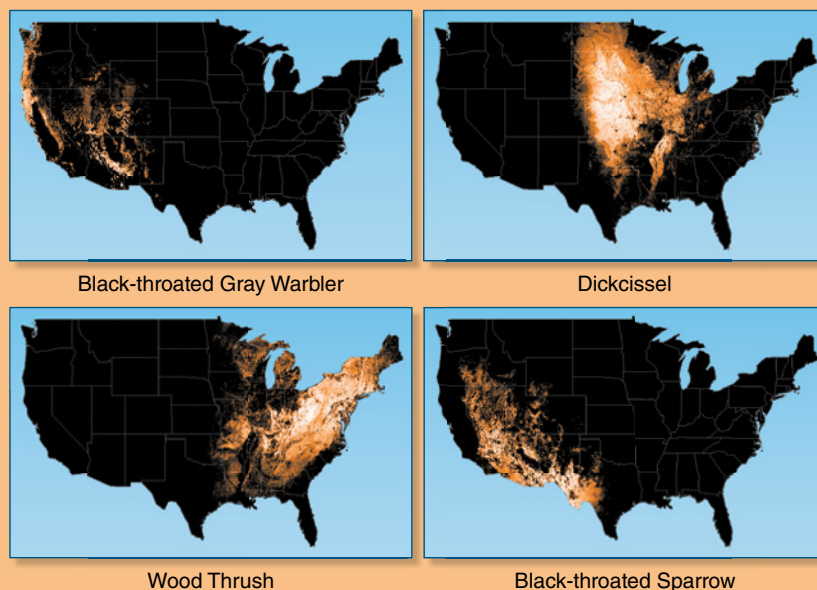 Black-throated Gray Warbler
Dickcissel
Wood Thrush
Black-throated Sparrow